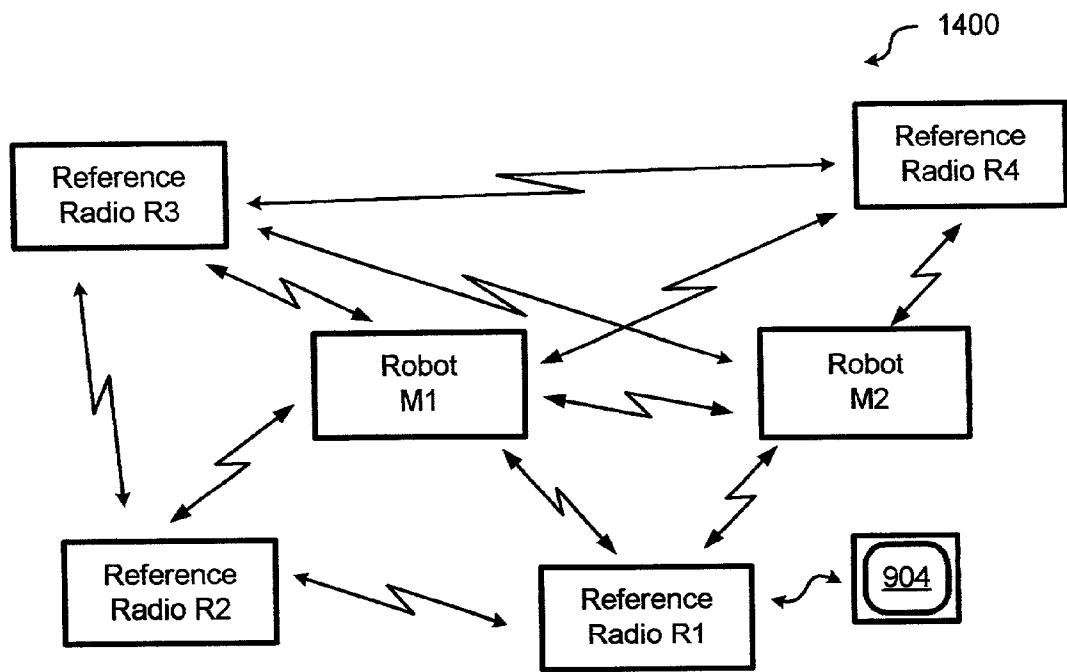 1400
Reference
Radio R4
Reference
Radio R3
Robot
M1
Robot
M2
Reference
Radio R2
Reference
Radio R1
904